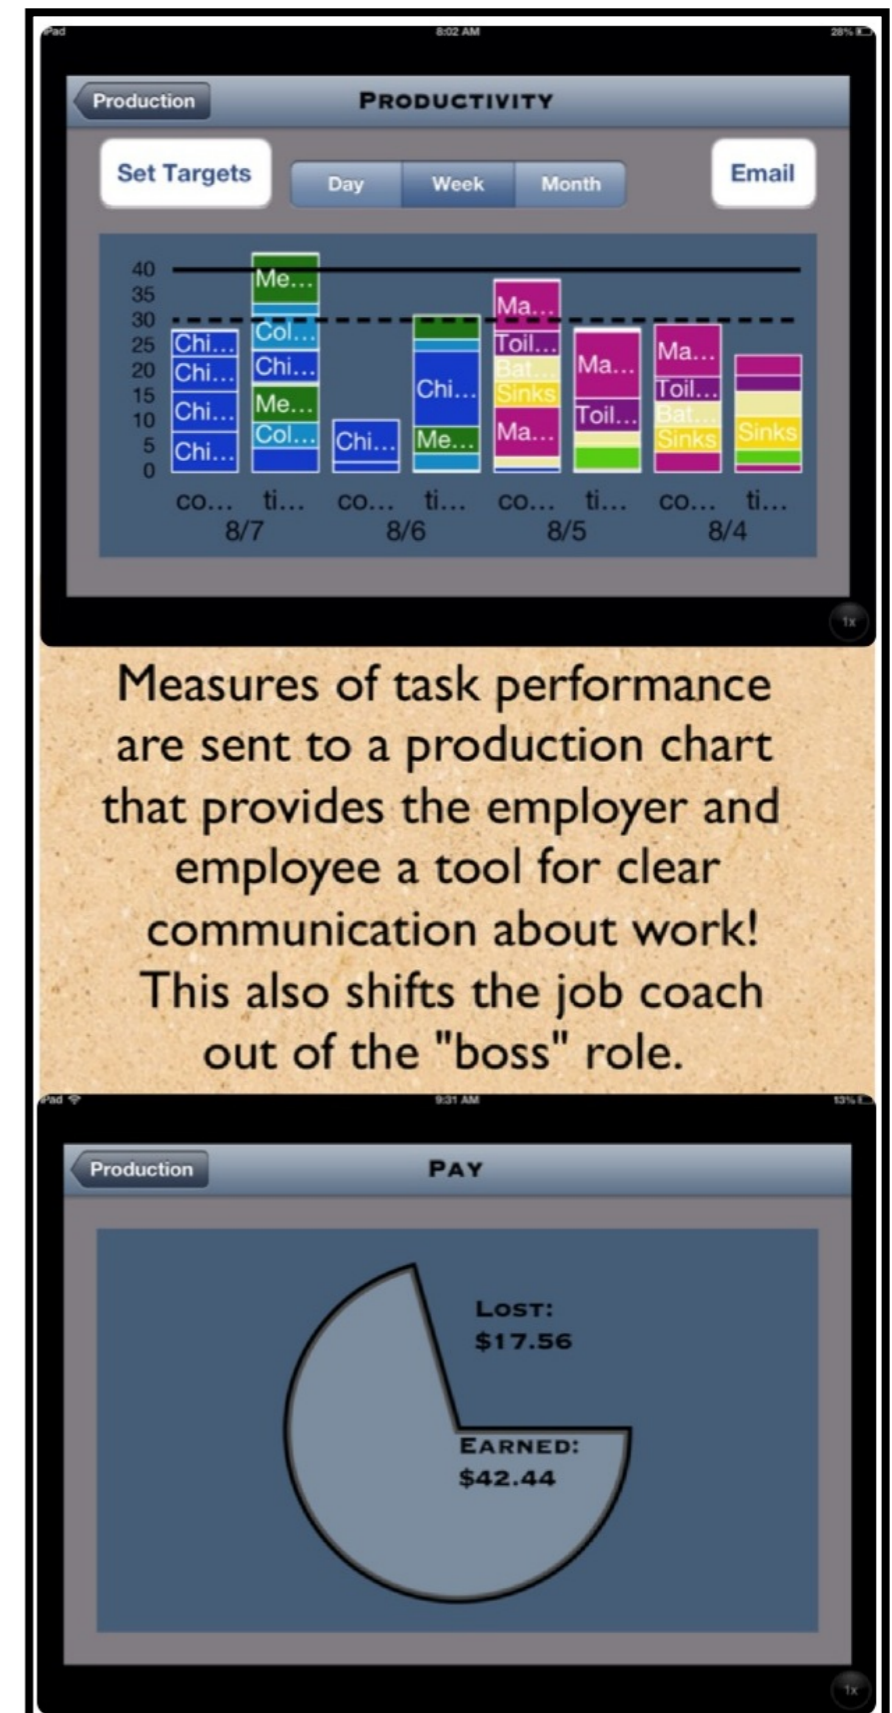 iPad 8:02 AM 28%
Production PRODUCTIVITY
Set Targets Day Week Month Email
40
35
30
25
20
15
10
5
0
Chi...
Chi...
Chi...
Chi...
Me...
Col...
Chi...
Me...
Col...
Chi...
Chi...
Me...
Ma...
Toil...
Bat...
Sinks
Ma...
Ma...
Toil...
Ma...
Toil...
Bat...
Sinks
Sinks
co... ti... co... ti... co... ti... co... ti...
8/7 8/6 8/5 8/4
1x
Measures of task performance
are sent to a production chart
that provides the employer and
employee a tool for clear
communication about work!
This also shifts the job coach
out of the "boss" role.
iPad 9:31 AM 13%
Production PAY
LOST:
$17.56
EARNED:
$42.44
1x